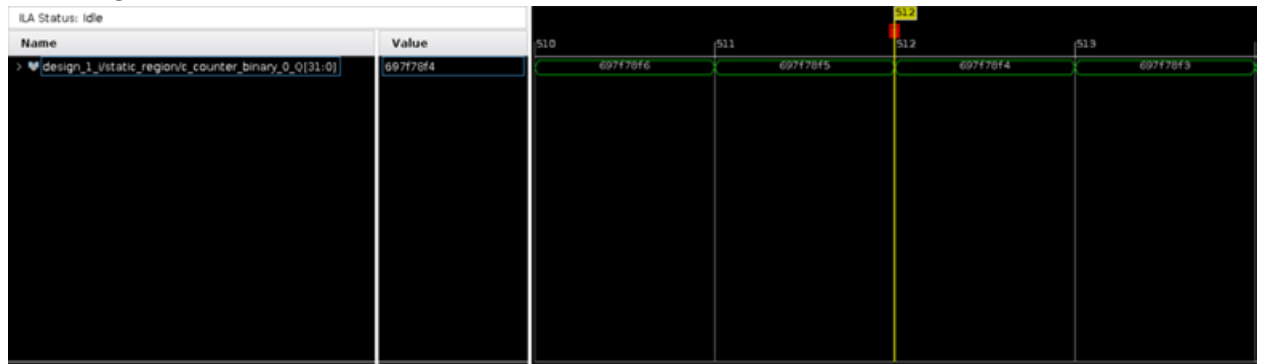 ILA Status: Idle
512
Name Value
510 511 512 513
> design_1_i/static_region/c_counter_binary_0_Q[31:0] 697f78f4 697f78f6 697f78f5 697f78f4 697f78f3